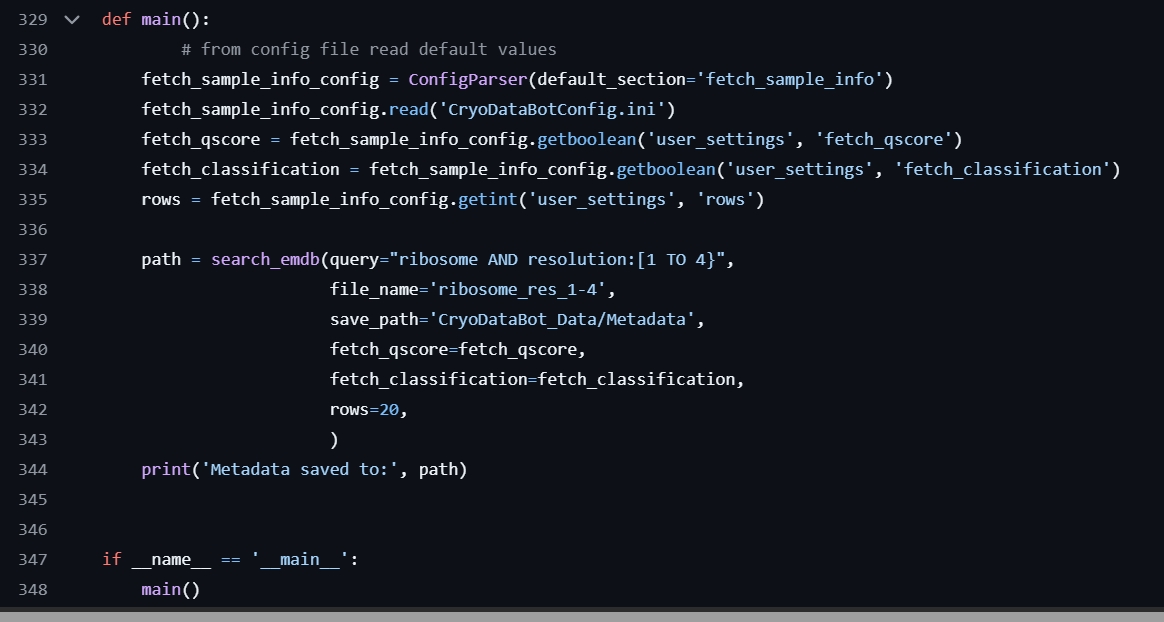 329 def main():
330         # from config file read default values
331     fetch_sample_info_config = ConfigParser(default_section='fetch_sample_info')
332     fetch_sample_info_config.read('CryoDataBotConfig.ini')
333     fetch_qscore = fetch_sample_info_config.getboolean('user_settings', 'fetch_qscore')
334     fetch_classification = fetch_sample_info_config.getboolean('user_settings', 'fetch_classification')
335     rows = fetch_sample_info_config.getint('user_settings', 'rows')
336
337     path = search_emdb(query="ribosome AND resolution:[1 TO 4}",
338                        file_name='ribosome_res_1-4',
339                        save_path='CryoDataBot_Data/Metadata',
340                        fetch_qscore=fetch_qscore,
341                        fetch_classification=fetch_classification,
342                        rows=20,
343                        )
344     print('Metadata saved to:', path)
345
346
347 if __name__ == '__main__':
348     main()